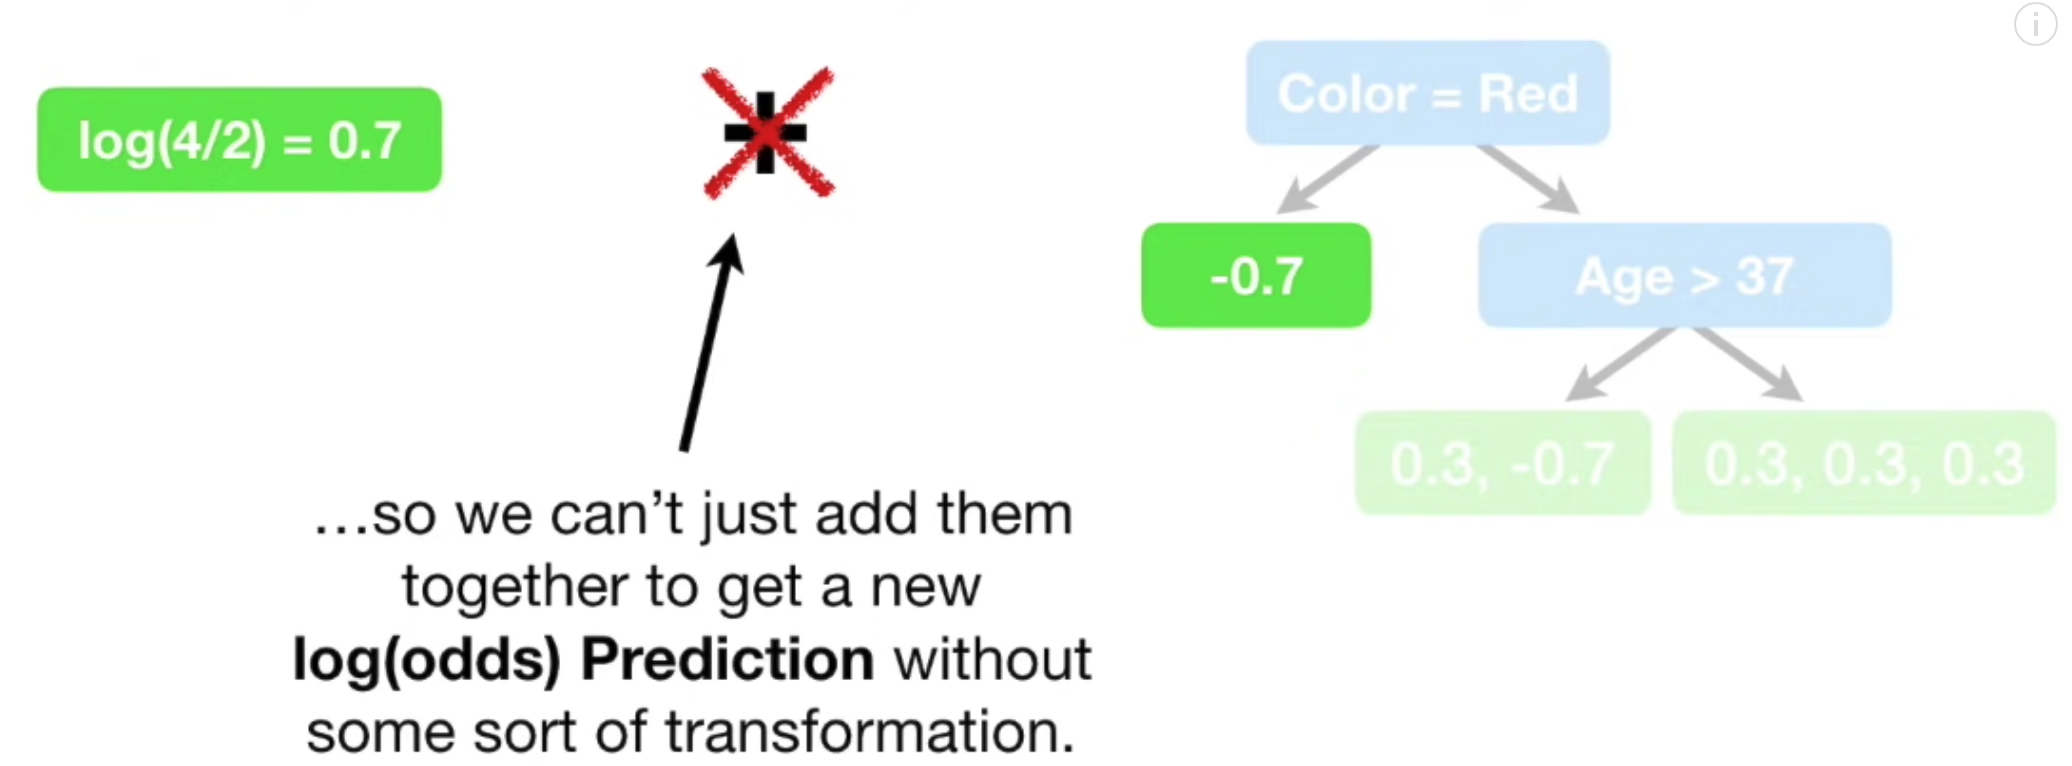 log(4/2) = 0.7
Color = Red
-0.7
Age > 37
0.3, -0.7
0.3, 0.3, 0.3
…so we can’t just add them
together to get a new
log(odds) Prediction without
some sort of transformation.